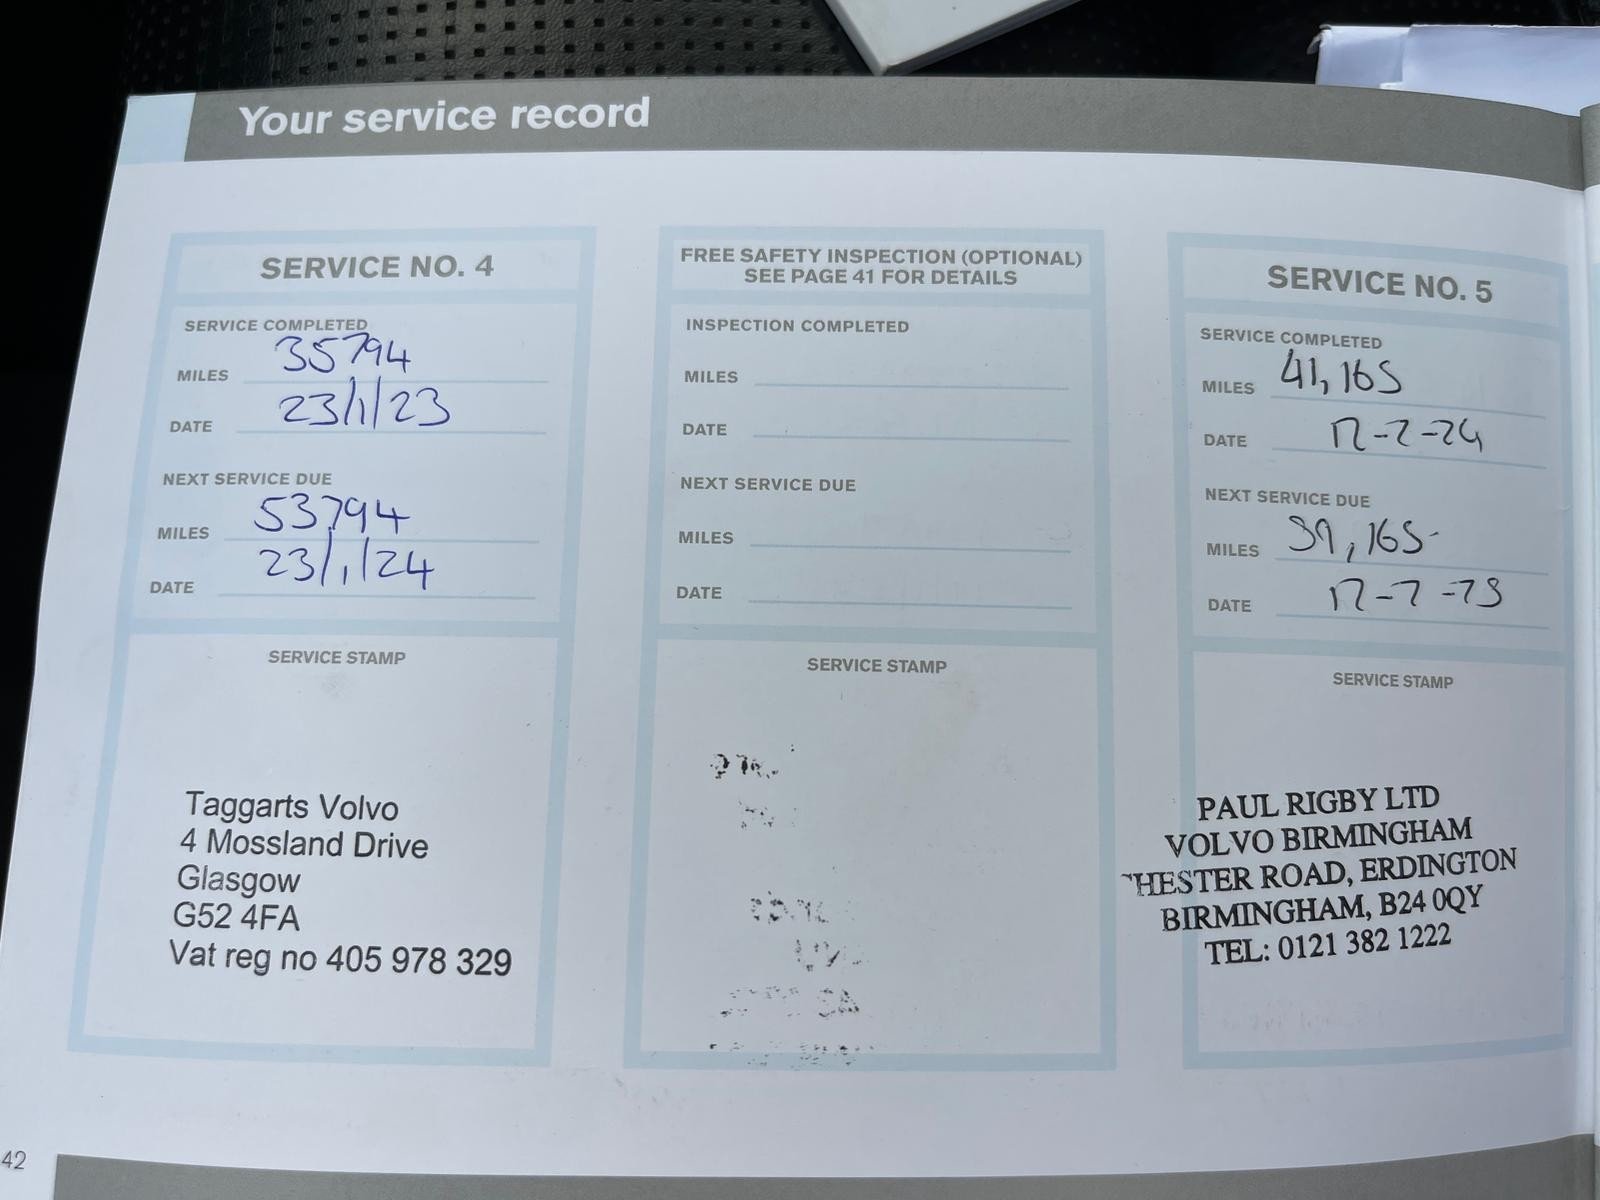 Your service record
SERVICE NO. 4
SERVICE COMPLETED
MILES 35794
DATE 23/1/23
NEXT SERVICE DUE
MILES 53794
DATE 23/1/24
SERVICE STAMP
Taggarts Volvo
4 Mossland Drive
Glasgow
G52 4FA
Vat reg no 405 978 329
FREE SAFETY INSPECTION (OPTIONAL)
SEE PAGE 41 FOR DETAILS
INSPECTION COMPLETED
MILES
DATE
NEXT SERVICE DUE
MILES
DATE
SERVICE STAMP
SERVICE NO. 5
SERVICE COMPLETED
MILES 41,165
DATE 12-2-24
NEXT SERVICE DUE
MILES 59,165
DATE 12-2-25
SERVICE STAMP
PAUL RIGBY LTD
VOLVO BIRMINGHAM
HESTER ROAD, ERDINGTON
BIRMINGHAM, B24 0QY
TEL: 0121 382 1222
42